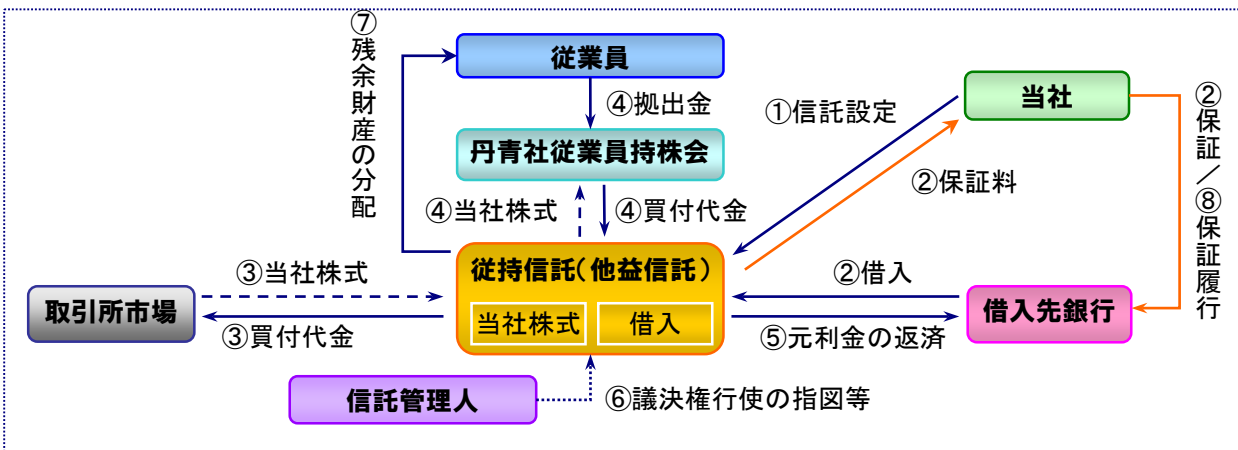 ⑦残余財産の分配
従業員
④拠出金
丹青社従業員持株会
④当社株式
④買付代金
①信託設定
当社
②保証料
②保証／⑧保証履行
従持信託（他益信託）
当社株式
借入
③当社株式
取引所市場
③買付代金
②借入
借入先銀行
⑤元利金の返済
信託管理人
⑥議決権行使の指図等